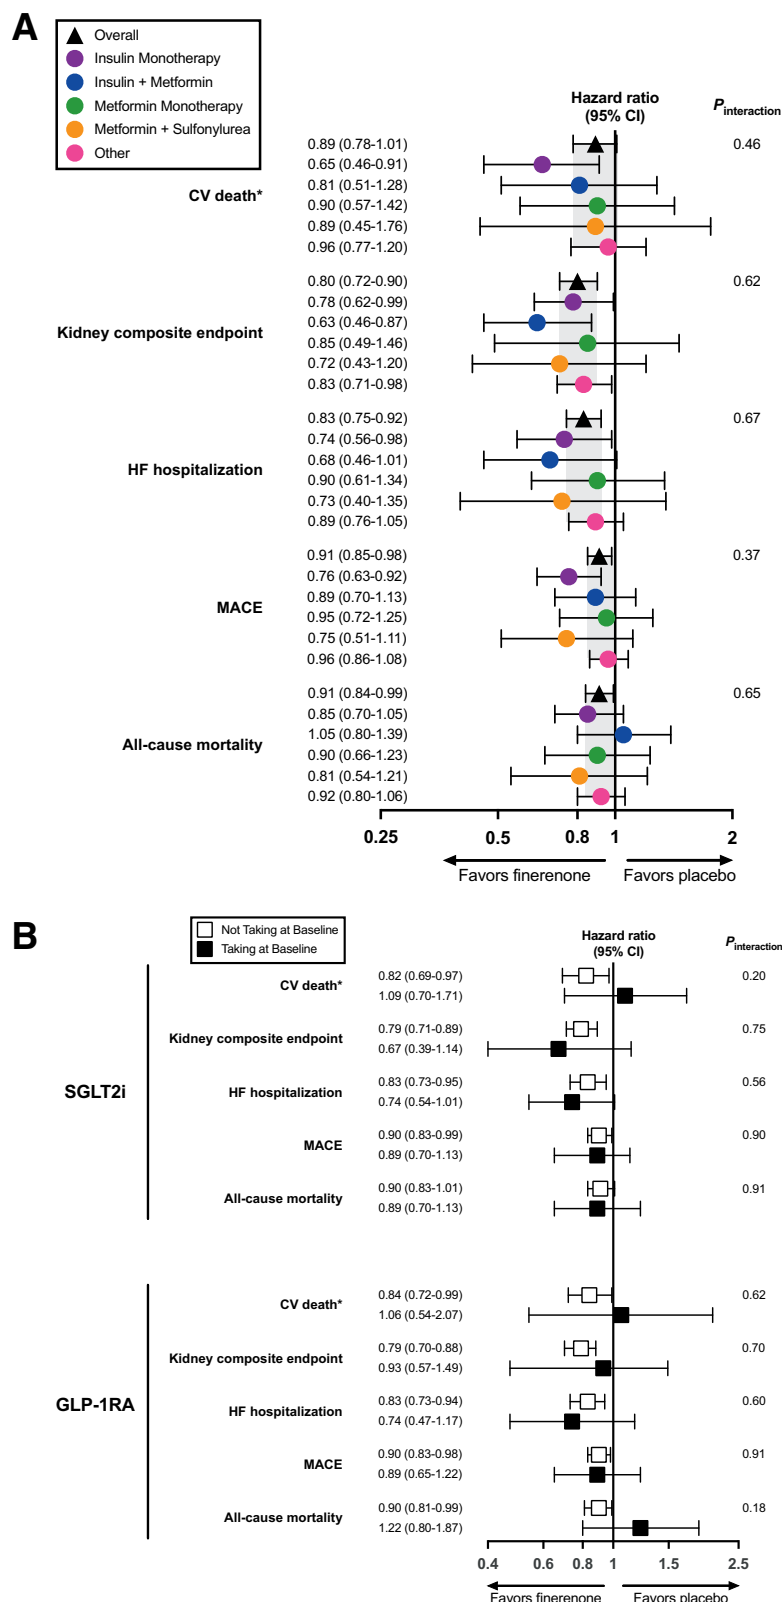 A
Overall
Insulin Monotherapy
Insulin + Metformin
Metformin Monotherapy
Metformin + Sulfonylurea
Other
Hazard ratio
(95% CI)
Pinteraction
CV death*
0.89 (0.78-1.01) 0.46
0.65 (0.46-0.91)
0.81 (0.51-1.28)
0.90 (0.57-1.42)
0.89 (0.45-1.76)
0.96 (0.77-1.20)
Kidney composite endpoint
0.80 (0.72-0.90) 0.62
0.78 (0.62-0.99)
0.63 (0.46-0.87)
0.85 (0.49-1.46)
0.72 (0.43-1.20)
0.83 (0.71-0.98)
HF hospitalization
0.83 (0.75-0.92) 0.67
0.74 (0.56-0.98)
0.68 (0.46-1.01)
0.90 (0.61-1.34)
0.73 (0.40-1.35)
0.89 (0.76-1.05)
MACE
0.91 (0.85-0.98) 0.37
0.76 (0.63-0.92)
0.89 (0.70-1.13)
0.95 (0.72-1.25)
0.75 (0.51-1.11)
0.96 (0.86-1.08)
All-cause mortality
0.91 (0.84-0.99) 0.65
0.85 (0.70-1.05)
1.05 (0.80-1.39)
0.90 (0.66-1.23)
0.81 (0.54-1.21)
0.92 (0.80-1.06)
0.25 0.5 0.8 1 2
Favors finerenone Favors placebo
B
Not Taking at Baseline
Taking at Baseline
Hazard ratio
(95% CI)
Pinteraction
SGLT2i
CV death*
0.82 (0.69-0.97) 0.20
1.09 (0.70-1.71)
Kidney composite endpoint
0.79 (0.71-0.89) 0.75
0.67 (0.39-1.14)
HF hospitalization
0.83 (0.73-0.95) 0.56
0.74 (0.54-1.01)
MACE
0.90 (0.83-0.99) 0.90
0.89 (0.70-1.13)
All-cause mortality
0.90 (0.83-1.01) 0.91
0.89 (0.70-1.13)
GLP-1RA
CV death*
0.84 (0.72-0.99) 0.62
1.06 (0.54-2.07)
Kidney composite endpoint
0.79 (0.70-0.88) 0.70
0.93 (0.57-1.49)
HF hospitalization
0.83 (0.73-0.94) 0.60
0.74 (0.47-1.17)
MACE
0.90 (0.83-0.98) 0.91
0.89 (0.65-1.22)
All-cause mortality
0.90 (0.81-0.99) 0.18
1.22 (0.80-1.87)
0.4 0.6 0.8 1 1.5 2.5
Favors finerenone Favors placebo